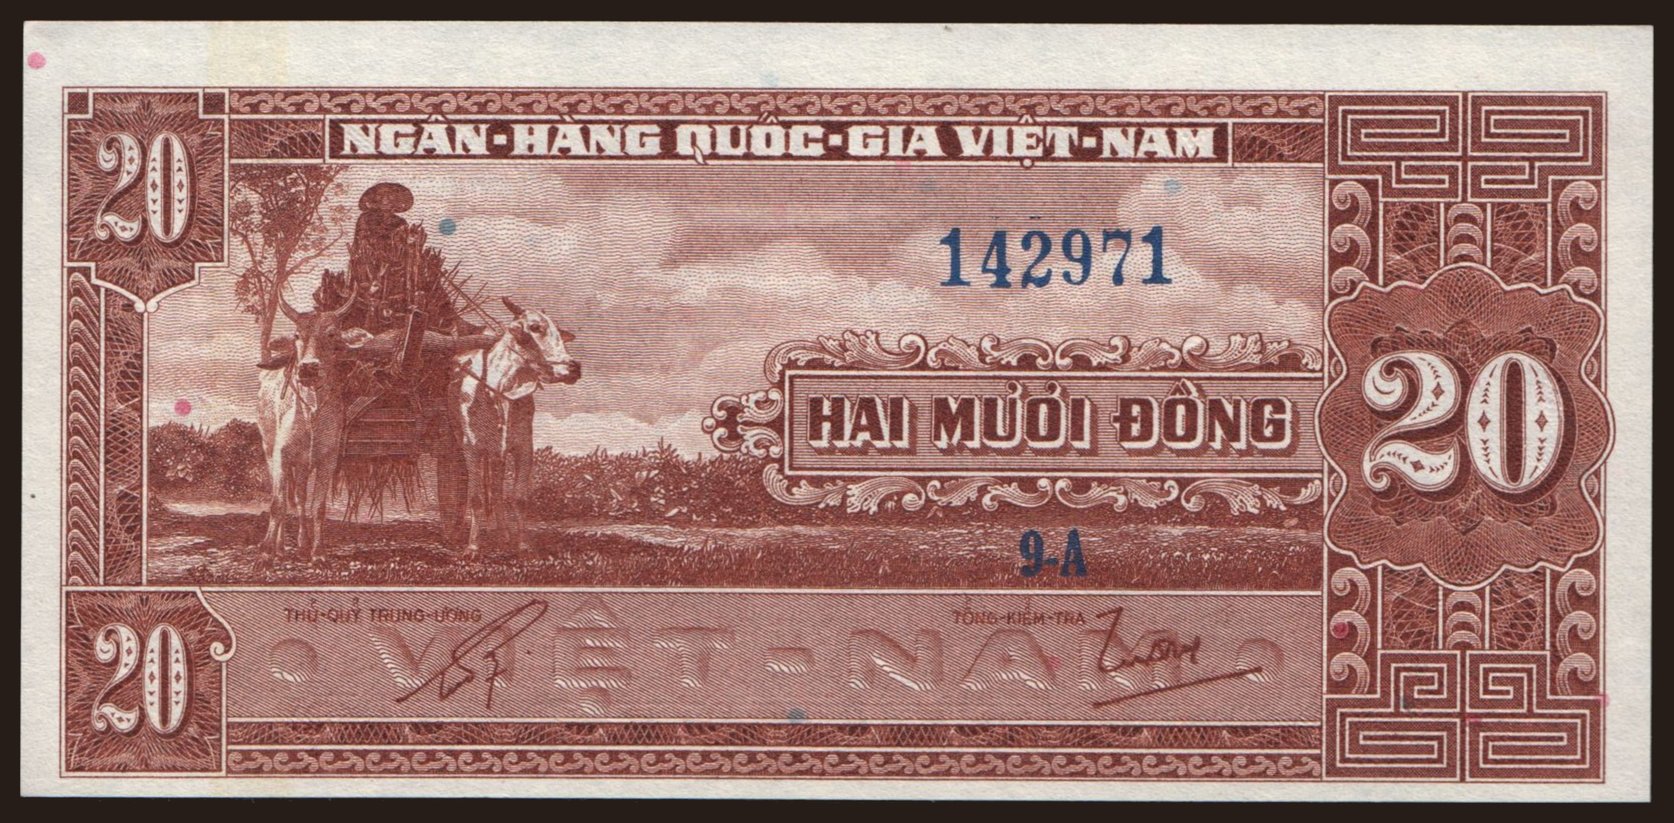 20
NGÂN-HÀNG QUỐC-GIA VIỆT-NAM
142971
HAI MƯƠI ĐỒNG
20
9-A
THỦ-QUỸ TRUNG-ƯƠNG
TỔNG-KIỂM-TRA
VIỆT-NAM
20